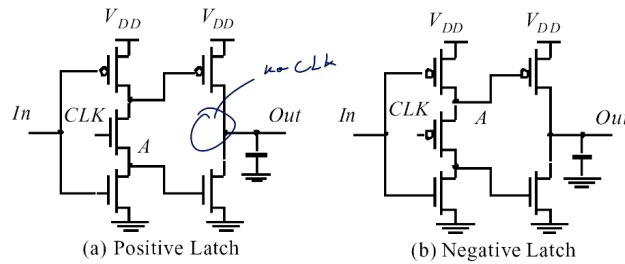 V_DD V_DD V_DD V_DD
no CLK
In CLK Out In CLK A Out
A
(a) Positive Latch (b) Negative Latch